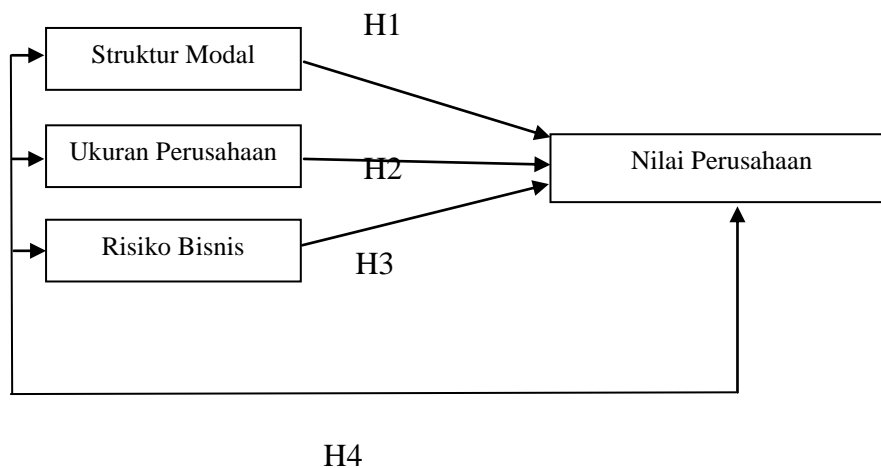 H1
Struktur Modal
Ukuran Perusahaan
H2
Nilai Perusahaan
Risiko Bisnis
H3
H4